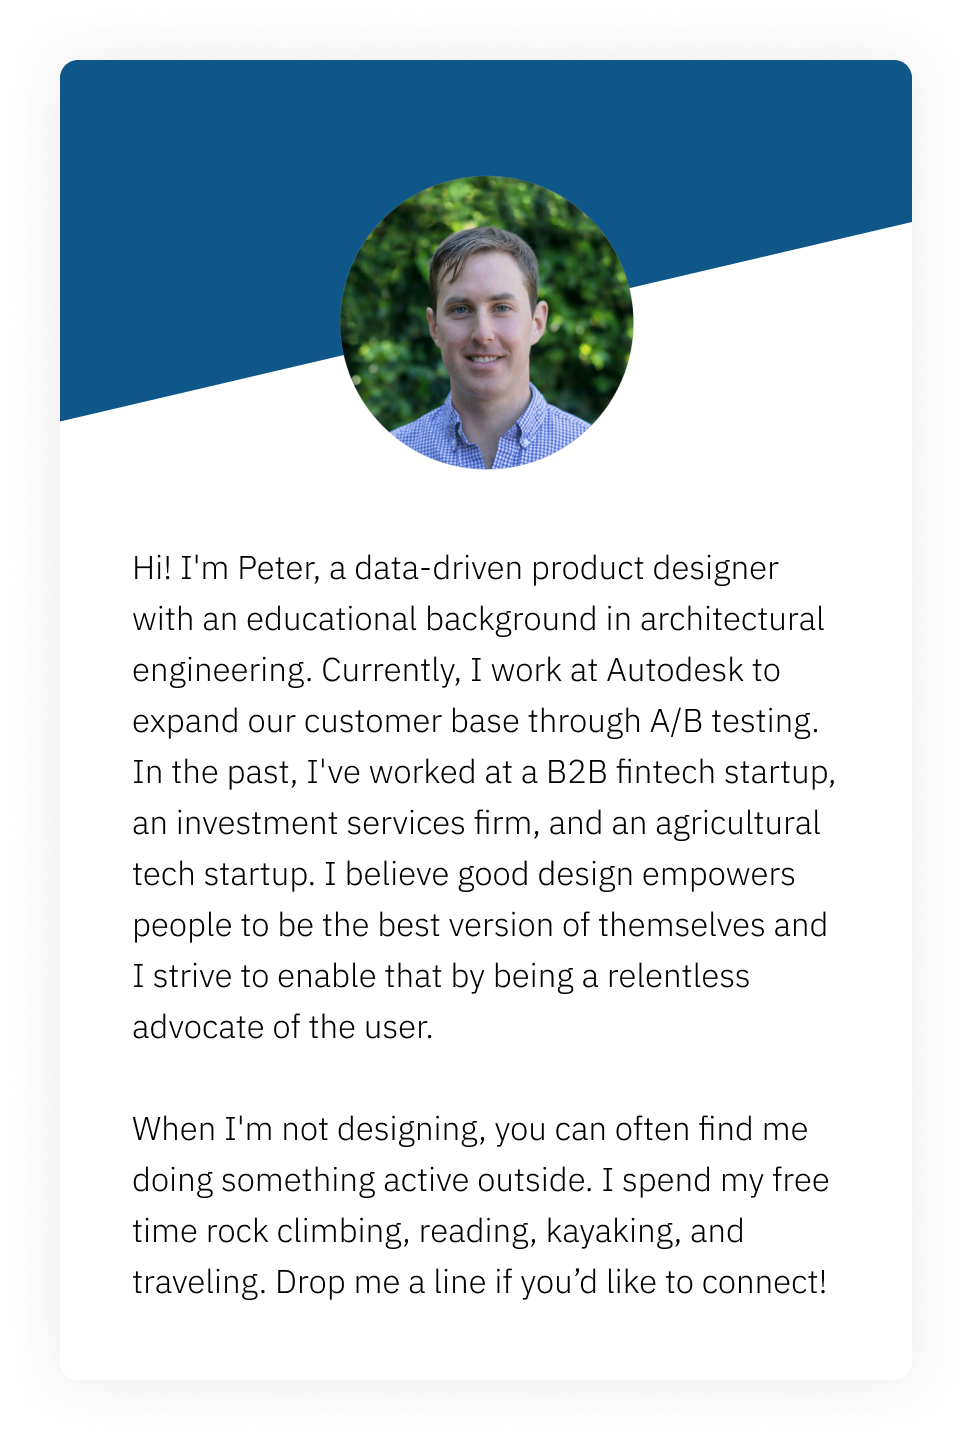 Hi! I'm Peter, a data-driven product designer
with an educational background in architectural
engineering. Currently, I work at Autodesk to
expand our customer base through A/B testing.
In the past, I've worked at a B2B fintech startup,
an investment services firm, and an agricultural
tech startup. I believe good design empowers
people to be the best version of themselves and
I strive to enable that by being a relentless
advocate of the user.
When I'm not designing, you can often find me
doing something active outside. I spend my free
time rock climbing, reading, kayaking, and
traveling. Drop me a line if you’d like to connect!